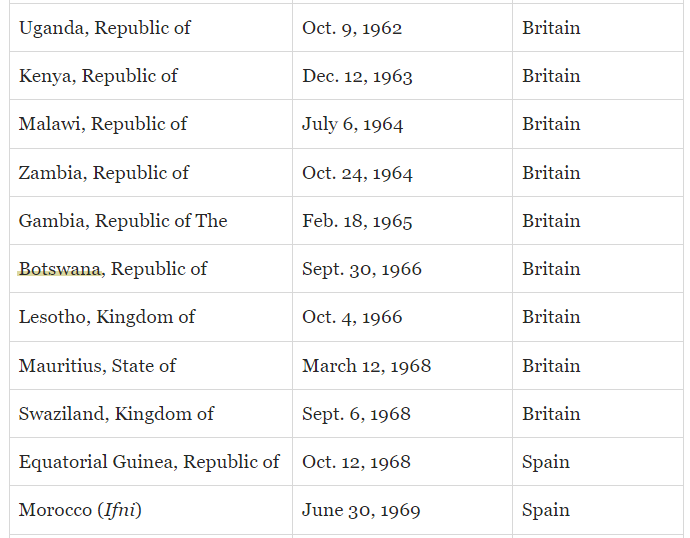 Uganda, Republic of Oct. 9, 1962 Britain
Kenya, Republic of Dec. 12, 1963 Britain
Malawi, Republic of July 6, 1964 Britain
Zambia, Republic of Oct. 24, 1964 Britain
Gambia, Republic of The Feb. 18, 1965 Britain
Botswana, Republic of Sept. 30, 1966 Britain
Lesotho, Kingdom of Oct. 4, 1966 Britain
Mauritius, State of March 12, 1968 Britain
Swaziland, Kingdom of Sept. 6, 1968 Britain
Equatorial Guinea, Republic of Oct. 12, 1968 Spain
Morocco (Ifni) June 30, 1969 Spain